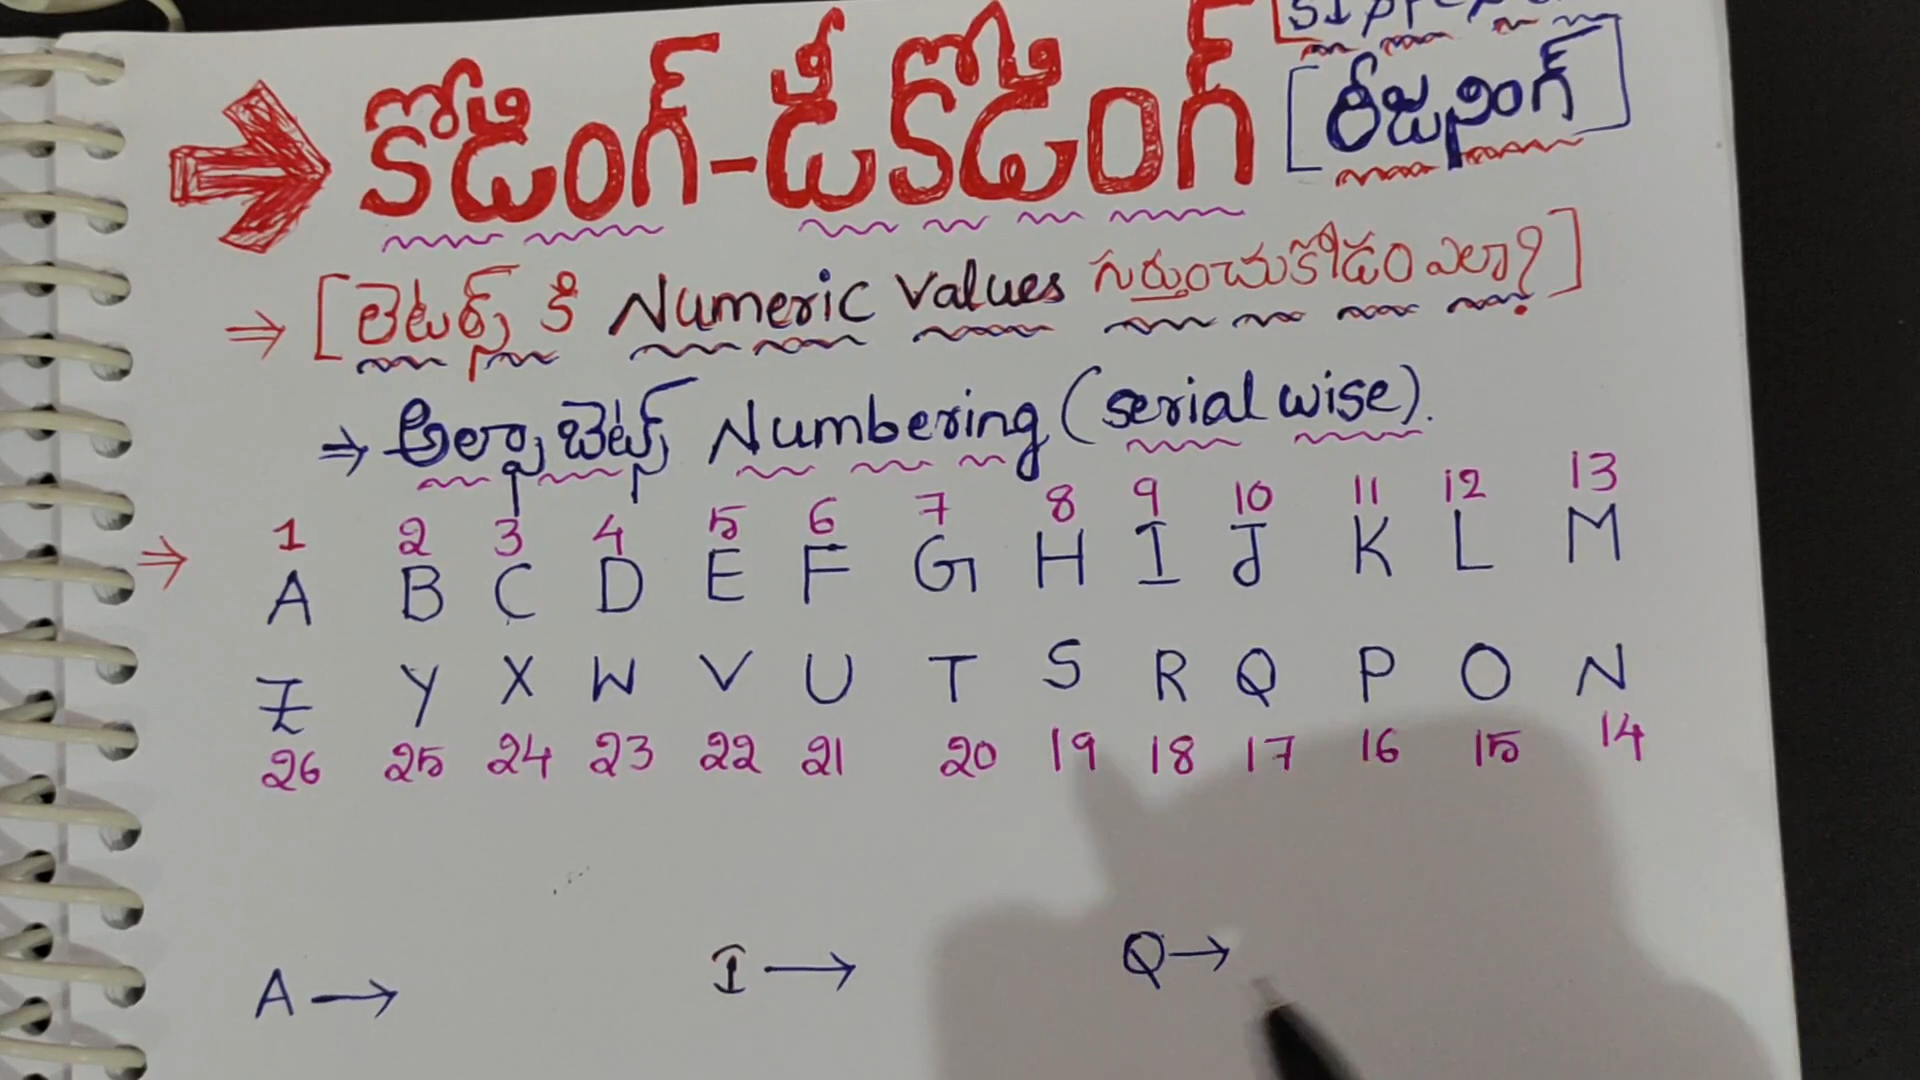 కోడింగ్-డీకోడింగ్
[రీజనింగ్]
⇒ [లెటర్స్ కి Numeric Values గుర్తుంచుకోడం ఎలా?]
⇒ అల్ఫాబెట్స్ Numbering (serial wise).
1 2 3 4 5 6 7 8 9 10 11 12 13
⇒ A B C D E F G H I J K L M
Z Y X W V U T S R Q P O N
26 25 24 23 22 21 20 19 18 17 16 15 14
A → I → Q →